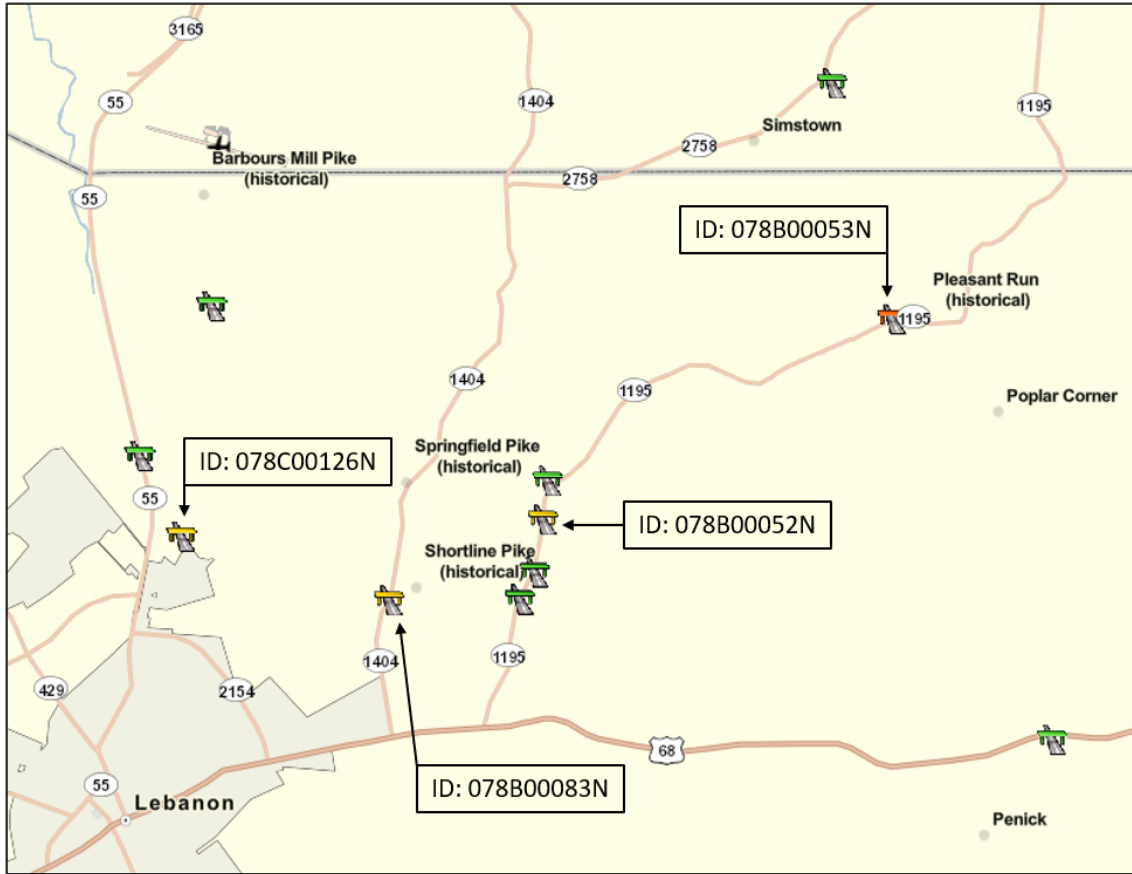 3165
55
1404
1195
Simstown
2758
Barbours Mill Pike
(historical)
2758
55
ID: 078B00053N
Pleasant Run
(historical)
1195
1404
1195
Poplar Corner
Springfield Pike
(historical)
ID: 078C00126N
55
ID: 078B00052N
Shortline Pike
(historical)
1404
1195
429
2154
68
55
Lebanon
ID: 078B00083N
Penick